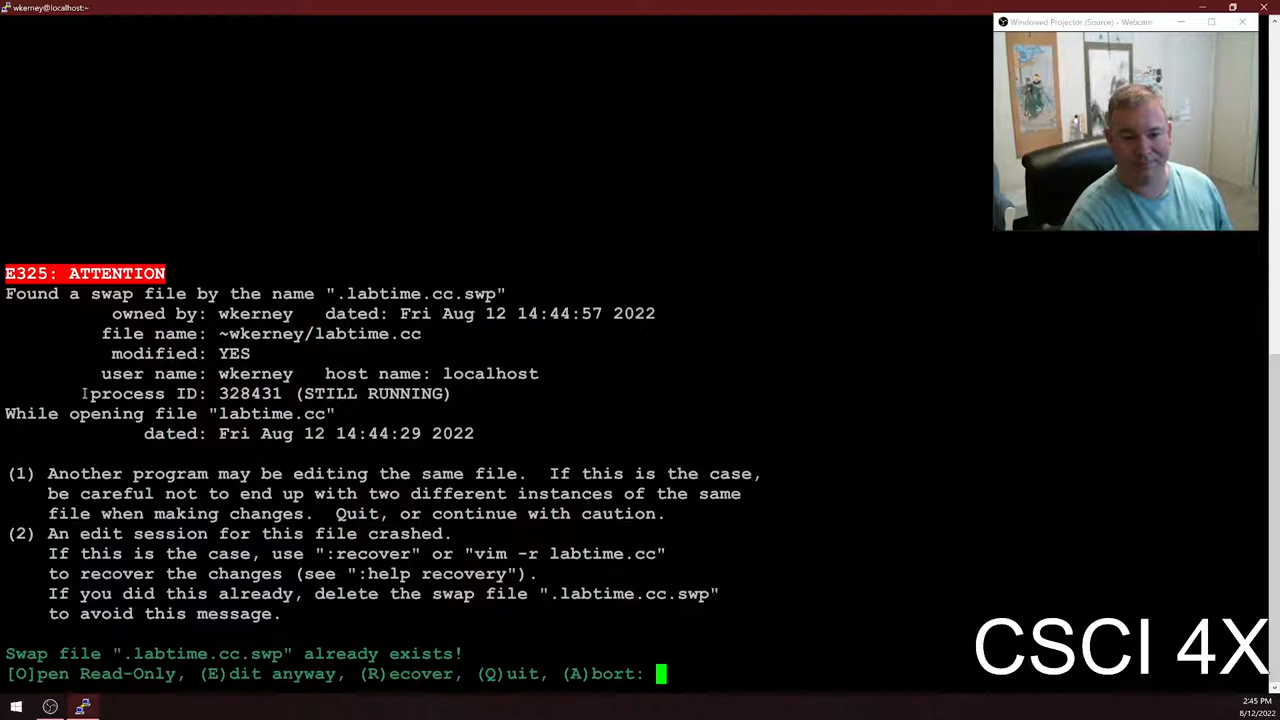 wkerney@localhost:~
Windowed Projector (Source) - Webcam
E325: ATTENTION
Found a swap file by the name ".labtime.cc.swp"
owned by: wkerney   dated: Fri Aug 12 14:44:57 2022
file name: ~wkerney/labtime.cc
modified: YES
user name: wkerney   host name: localhost
process ID: 328431 (STILL RUNNING)
While opening file "labtime.cc"
dated: Fri Aug 12 14:44:29 2022
(1) Another program may be editing the same file.  If this is the case,
be careful not to end up with two different instances of the same
file when making changes.  Quit, or continue with caution.
(2) An edit session for this file crashed.
If this is the case, use ":recover" or "vim -r labtime.cc"
to recover the changes (see ":help recovery").
If you did this already, delete the swap file ".labtime.cc.swp"
to avoid this message.
Swap file ".labtime.cc.swp" already exists!
[O]pen Read-Only, (E)dit anyway, (R)ecover, (Q)uit, (A)bort:
CSCI 4X
2:45 PM
8/12/2022